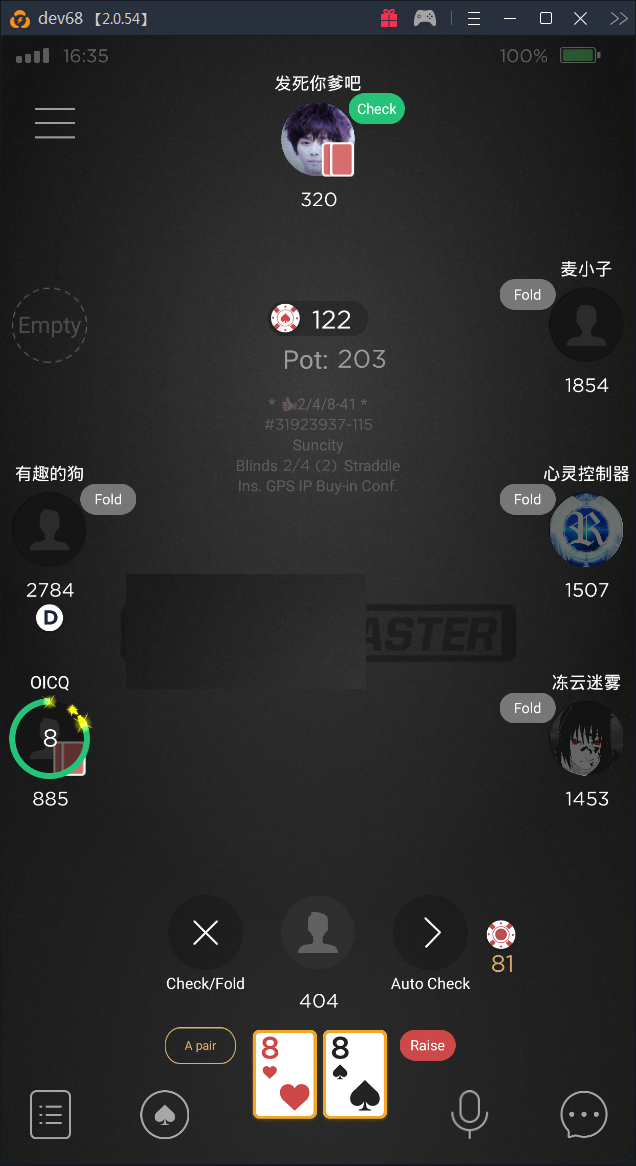 dev68 【2.0.54】
16:35
100%
发死你爹吧
Check
320
麦小子
Fold
1854
Empty
122
Pot: 203
* 2/4/8-41 *
#31923937-115
Suncity
Blinds 2/4 (2) Straddle
Ins. GPS IP Buy-in Conf.
有趣的狗
Fold
2784
D
心灵控制器
Fold
R
1507
ASTER
OICQ
8
885
冻云迷雾
Fold
1453
Check/Fold
404
Auto Check
81
A pair
8
8
Raise